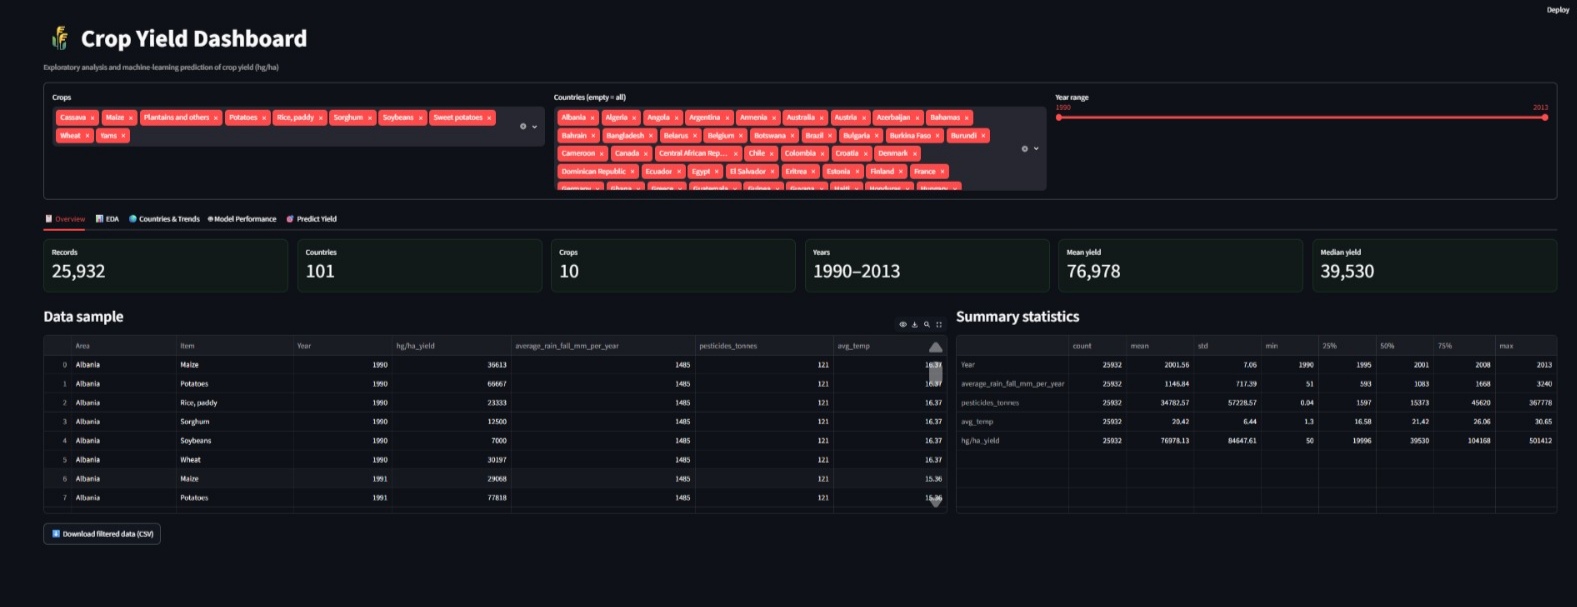 Deploy
Crop Yield Dashboard
Exploratory analysis and machine-learning prediction of crop yield (hg/ha)
Crops
Cassava × Maize × Plantains and others × Potatoes × Rice, paddy × Sorghum × Soybeans × Sweet potatoes ×
Wheat × Yams ×
Countries (empty = all)
Albania × Algeria × Angola × Argentina × Armenia × Australia × Austria × Azerbaijan × Bahamas ×
Bahrain × Bangladesh × Belarus × Belgium × Botswana × Brazil × Bulgaria × Burkina Faso × Burundi ×
Cameroon × Canada × Central African Rep... × Chile × Colombia × Croatia × Denmark ×
Dominican Republic × Ecuador × Egypt × El Salvador × Eritrea × Estonia × Finland × France ×
Germany × Ghana × Greece × Guatemala × Guinea × Guyana × Haiti × Honduras × Hungary ×
Year range
1990 2013
Overview EDA Countries & Trends Model Performance Predict Yield
Records Countries Crops Years Mean yield Median yield
25,932 101 10 1990–2013 76,978 39,530
Data sample
Area Item Year hg/ha_yield average_rain_fall_mm_per_year pesticides_tonnes avg_temp
0 Albania Maize 1990 36613 1485 121 16.37
1 Albania Potatoes 1990 66667 1485 121 16.37
2 Albania Rice, paddy 1990 23333 1485 121 16.37
3 Albania Sorghum 1990 12500 1485 121 16.37
4 Albania Soybeans 1990 7000 1485 121 16.37
5 Albania Wheat 1990 30197 1485 121 16.37
6 Albania Maize 1991 29068 1485 121 15.36
7 Albania Potatoes 1991 77818 1485 121 15.36
Summary statistics
count mean std min 25% 50% 75% max
Year 25932 2001.56 7.05 1990 1995 2001 2008 2013
average_rain_fall_mm_per_year 25932 1146.84 717.39 51 593 1083 1668 3240
pesticides_tonnes 25932 34782.57 57228.57 0.04 1597 15373 45620 367778
avg_temp 25932 20.42 6.44 1.3 16.58 21.42 26.06 30.65
hg/ha_yield 25932 76978.13 84647.61 50 19996 39530 104168 501412
Download filtered data (CSV)